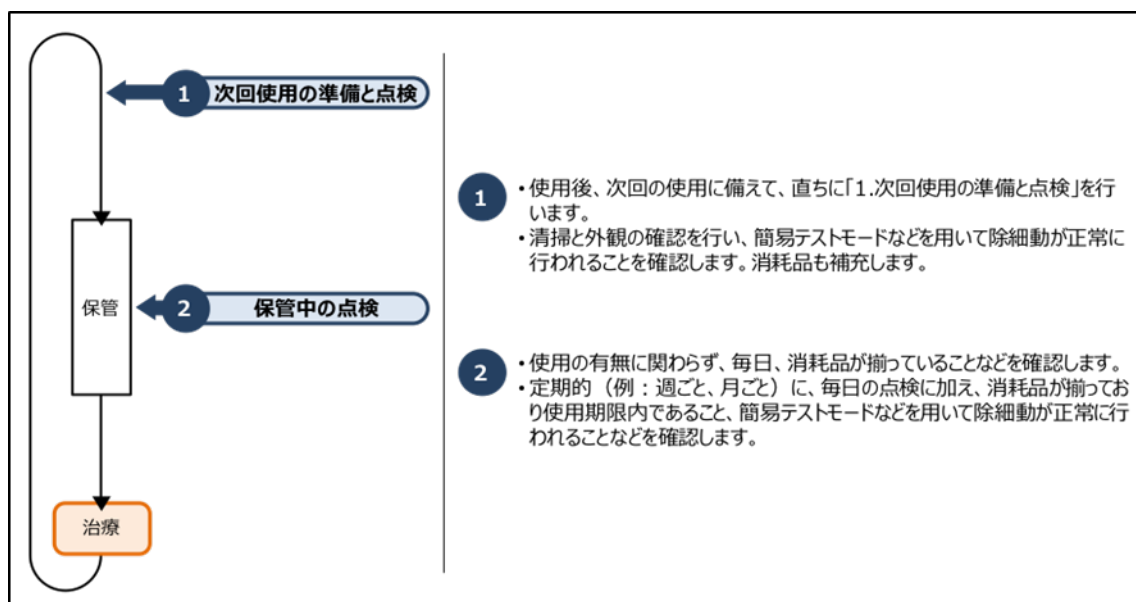 1 次回使用の準備と点検
保管
2 保管中の点検
治療
1 ・使用後、次回の使用に備えて、直ちに「1.次回使用の準備と点検」を行
います。
・清掃と外観の確認を行い、簡易テストモードなどを用いて除細動が正常に
行われることを確認します。消耗品も補充します。
2 ・使用の有無に関わらず、毎日、消耗品が揃っていることなどを確認します。
・定期的（例：週ごと、月ごと）に、毎日の点検に加え、消耗品が揃ってお
り使用期限内であること、簡易テストモードなどを用いて除細動が正常に行
われることなどを確認します。